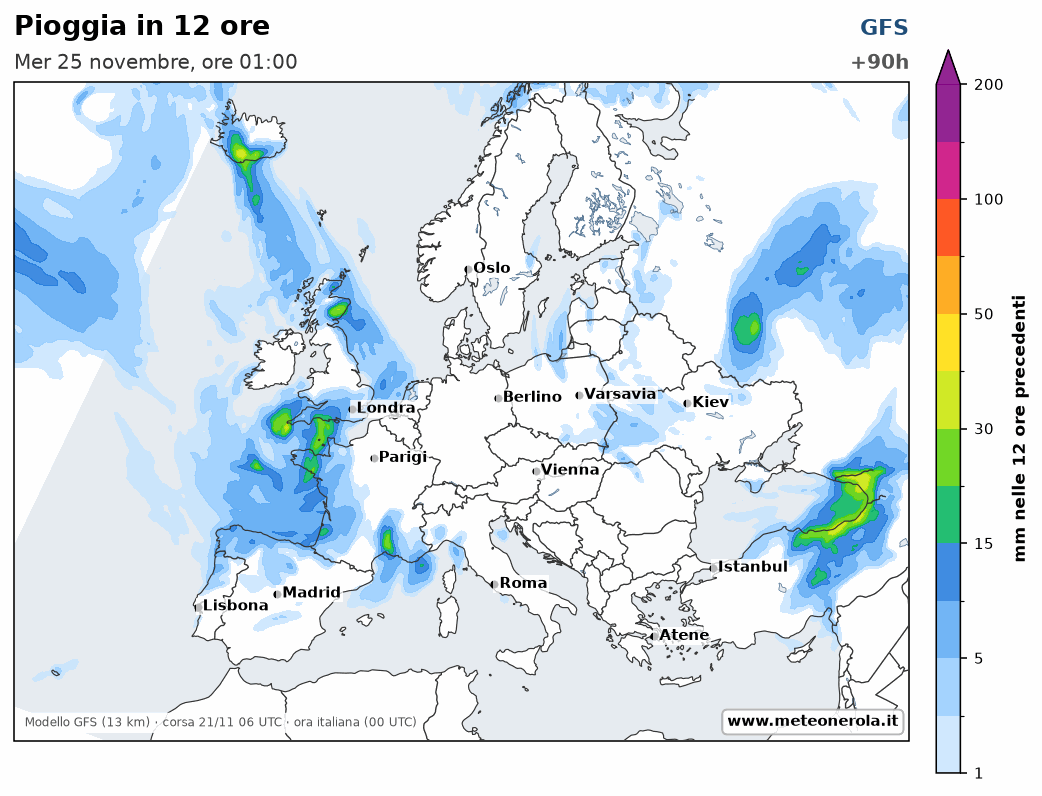 Pioggia in 12 ore
GFS
Mer 25 novembre, ore 01:00
+90h
200
100
50
30
15
5
1
mm nelle 12 ore precedenti
Oslo
Londra
Berlino
Varsavia
Kiev
Parigi
Vienna
Istanbul
Roma
Madrid
Lisbona
Atene
Modello GFS (13 km) · corsa 21/11 06 UTC · ora italiana (00 UTC)
www.meteonerola.it